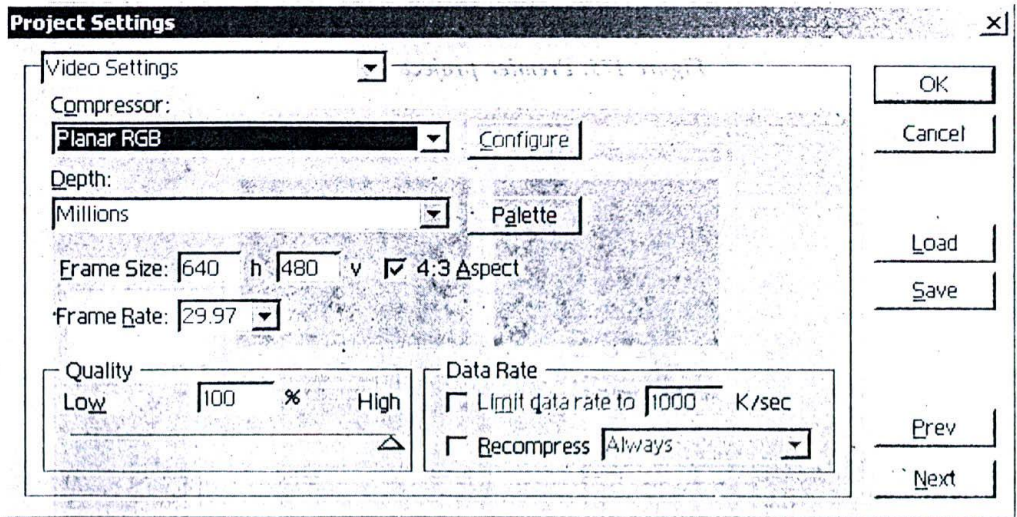 Project Settings
Video Settings
OK
Compressor:
Planar RGB
Configure
Cancel
Depth:
Millions
Palette
Load
Frame Size: 640 h 480 v 4:3 Aspect
Save
Frame Rate: 29.97
Quality
Data Rate
Low 100 % High
Limit data rate to 1000 K/sec
Prev
Recompress Always
Next